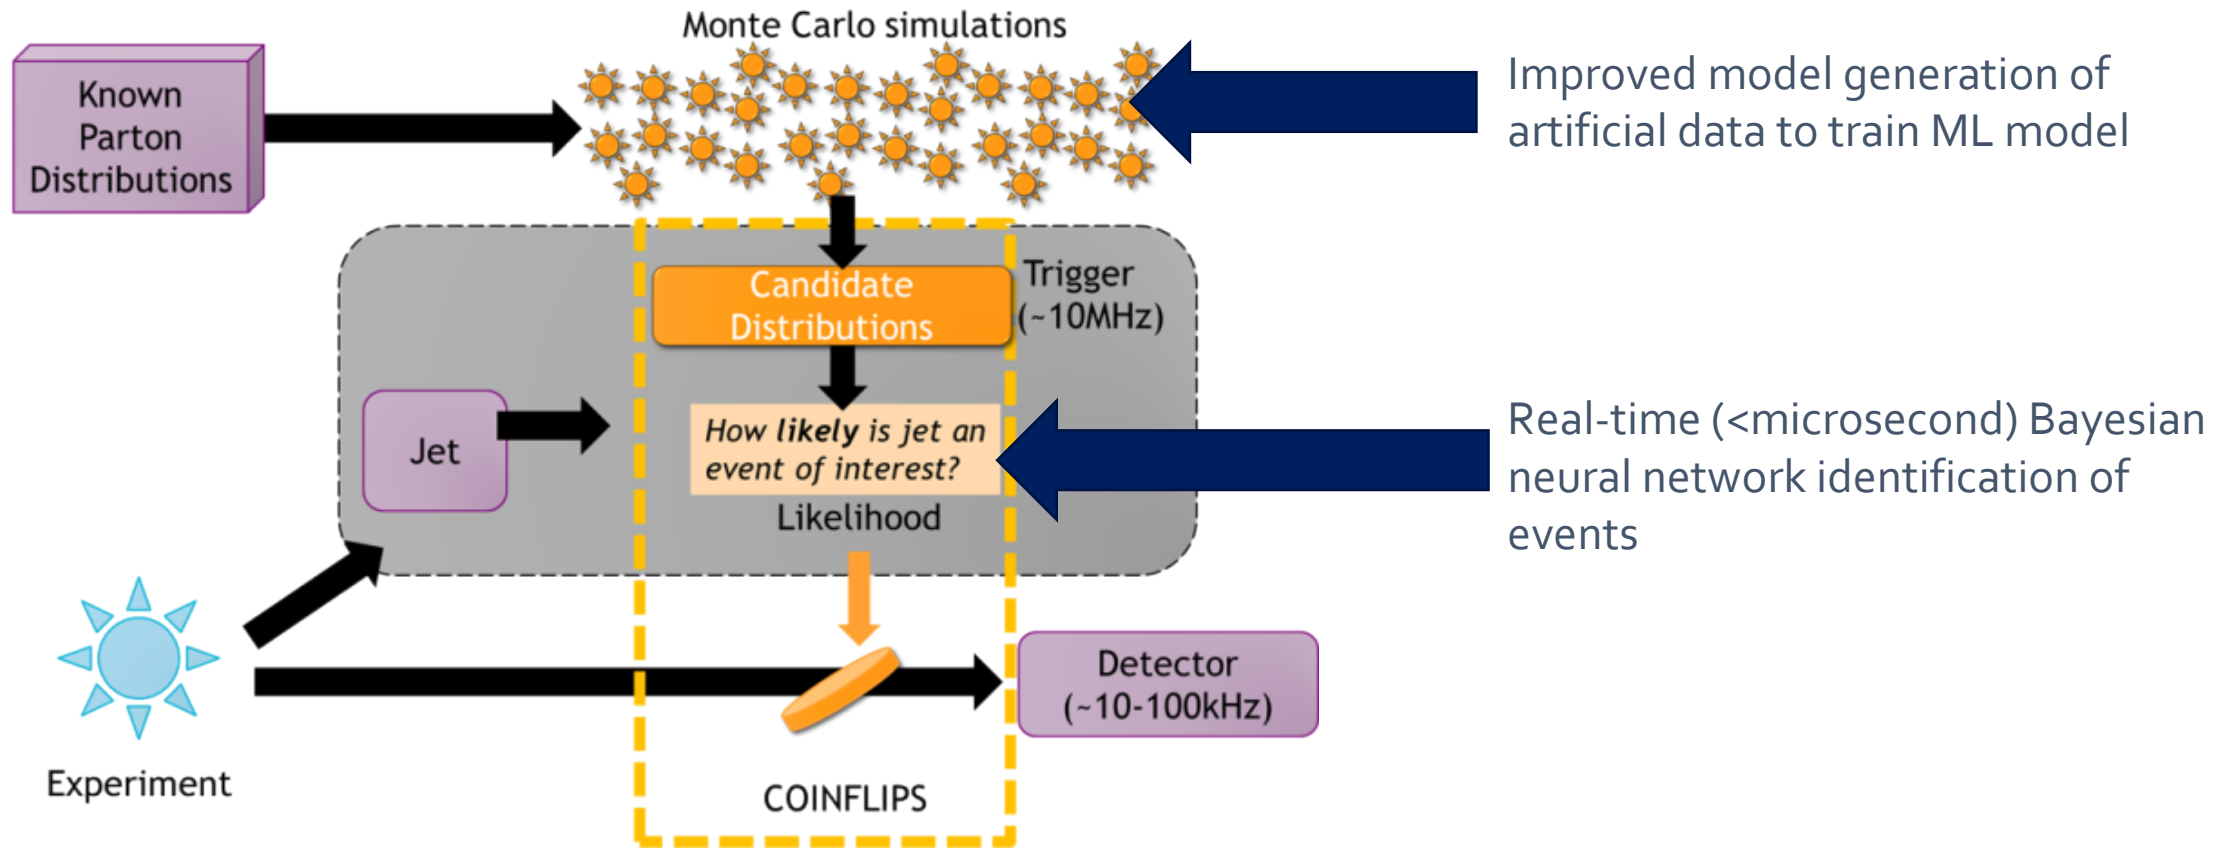 Monte Carlo simulations
Known
Parton
Distributions
Improved model generation of
artificial data to train ML model
Candidate
Distributions
Trigger
(~10MHz)
Jet
How likely is jet an
event of interest?
Likelihood
Real-time (<microsecond) Bayesian
neural network identification of
events
Experiment
Detector
(~10-100kHz)
COINFLIPS